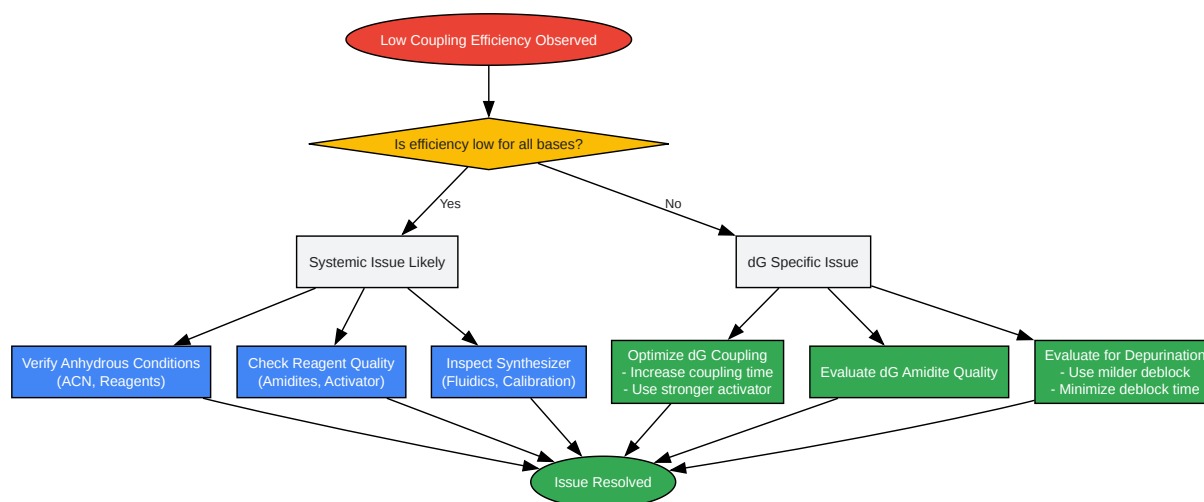 Low Coupling Efficiency Observed
Is efficiency low for all bases?
Yes
No
Systemic Issue Likely
dG Specific Issue
Verify Anhydrous Conditions
(ACN, Reagents)
Check Reagent Quality
(Amidites, Activator)
Inspect Synthesizer
(Fluidics, Calibration)
Optimize dG Coupling
- Increase coupling time
- Use stronger activator
Evaluate dG Amidite Quality
Evaluate for Depurination
- Use milder deblock
- Minimize deblock time
Issue Resolved